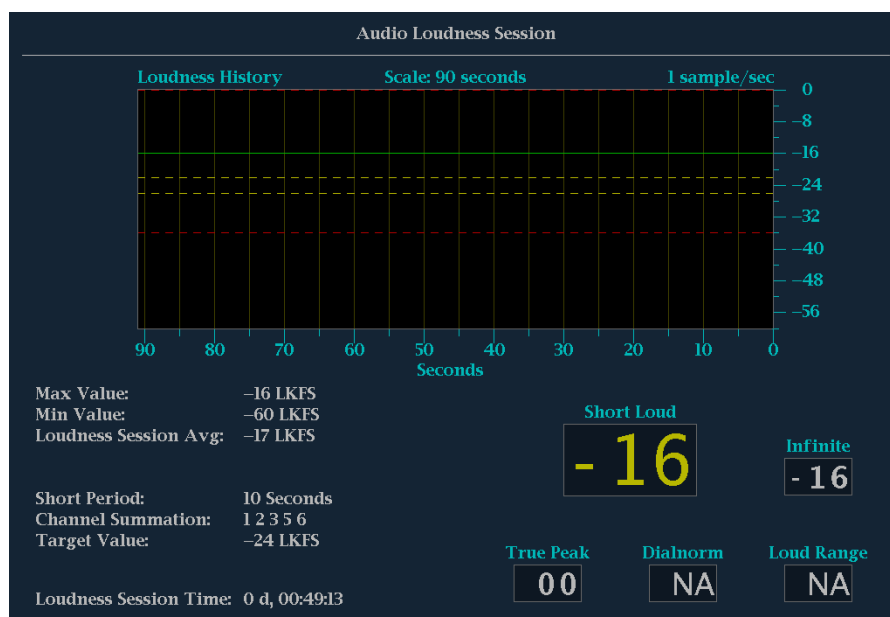 Audio Loudness Session
Loudness History Scale: 90 seconds 1 sample/sec
0
−8
−16
−24
−32
−40
−48
−56
90 80 70 60 50 40 30 20 10 0
Seconds
Max Value: −16 LKFS
Min Value: −60 LKFS
Loudness Session Avg: −17 LKFS
Short Period: 10 Seconds
Channel Summation: 1 2 3 5 6
Target Value: −24 LKFS
Loudness Session Time: 0 d, 00:49:13
Short Loud
-16
Infinite
-16
True Peak
00
Dialnorm
NA
Loud Range
NA